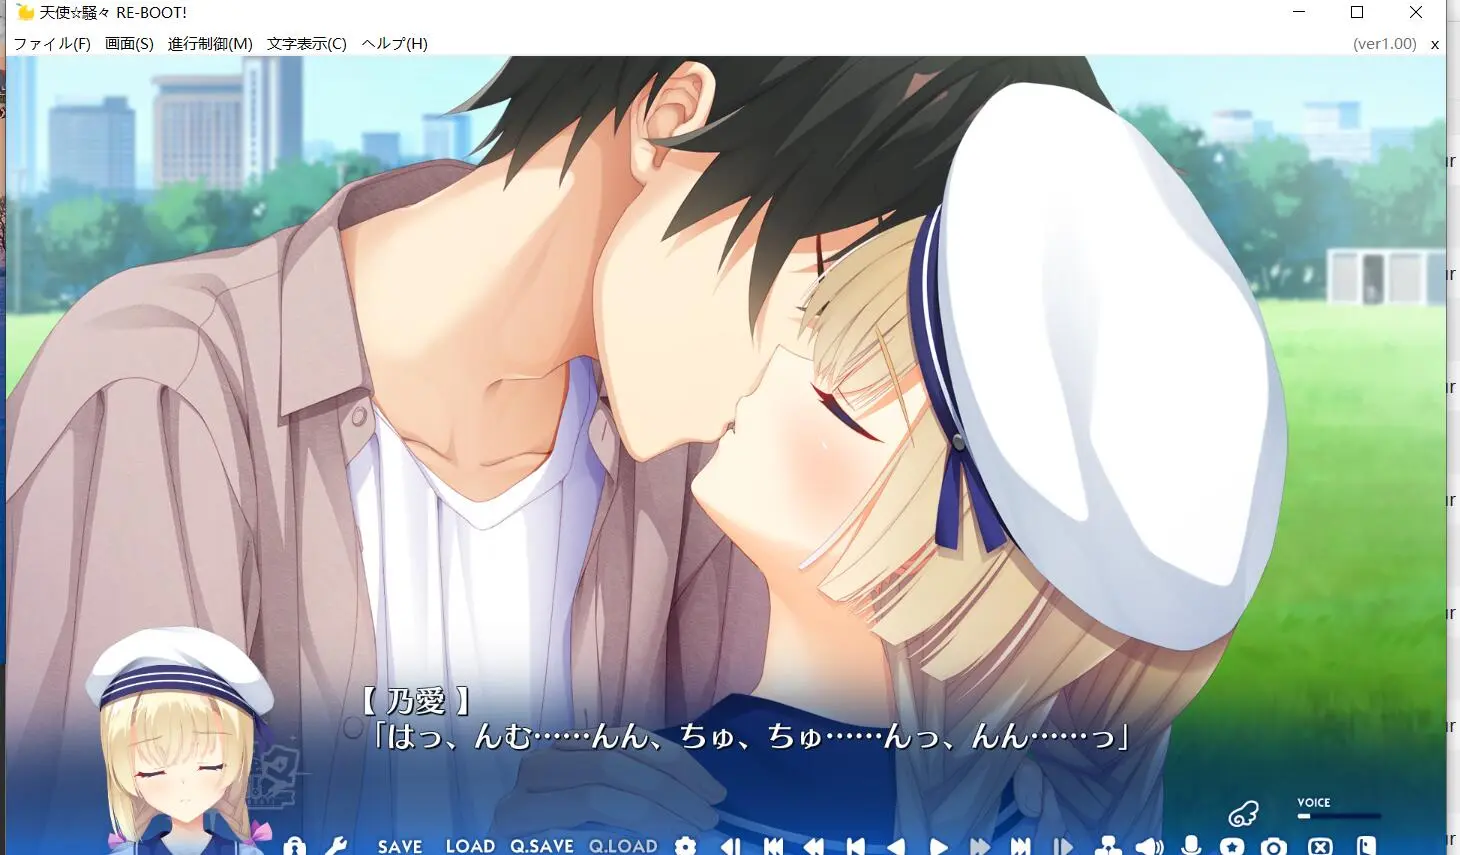 天使☆騒々 RE-BOOT!
ファイル(F) 画面(S) 進行制御(M) 文字表示(C) ヘルプ(H) (ver1.00) x
【 乃愛 】
「はっ、んむ……んん、ちゅ、ちゅ……んっ、んん……っ」
VOICE
SAVE LOAD Q.SAVE Q.LOAD